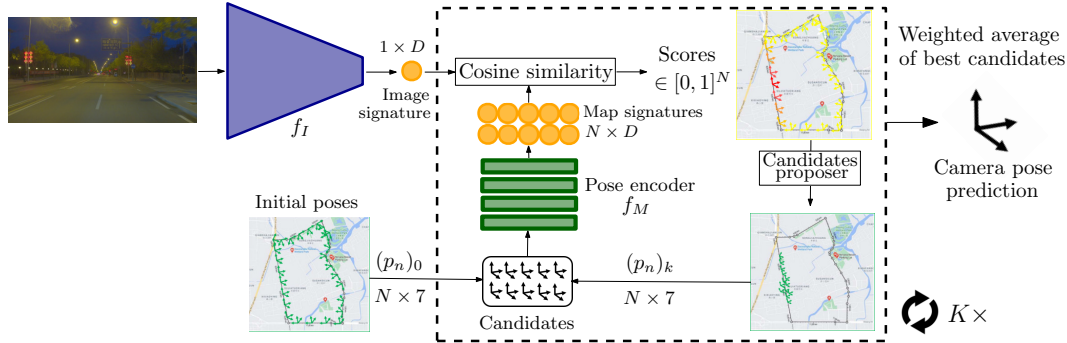 1 × D
Image
signature
f_I
Cosine similarity
Scores
∈ [0, 1]^N
Map signatures
N × D
Pose encoder
f_M
Candidates
proposer
Initial poses
(p_n)_0
N × 7
Candidates
(p_n)_k
N × 7
Weighted average
of best candidates
Camera pose
prediction
K×